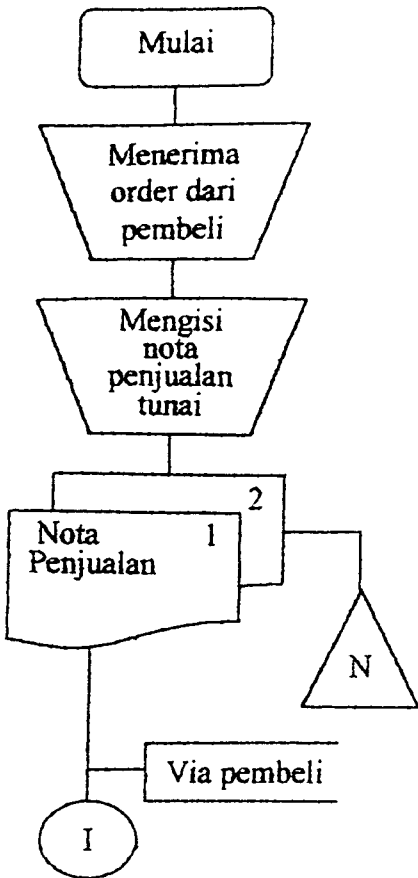 Mulai
Menerima
order dari
pembeli
Mengisi
nota
penjualan
tunai
2
Nota 1
Penjualan
N
Via pembeli
I